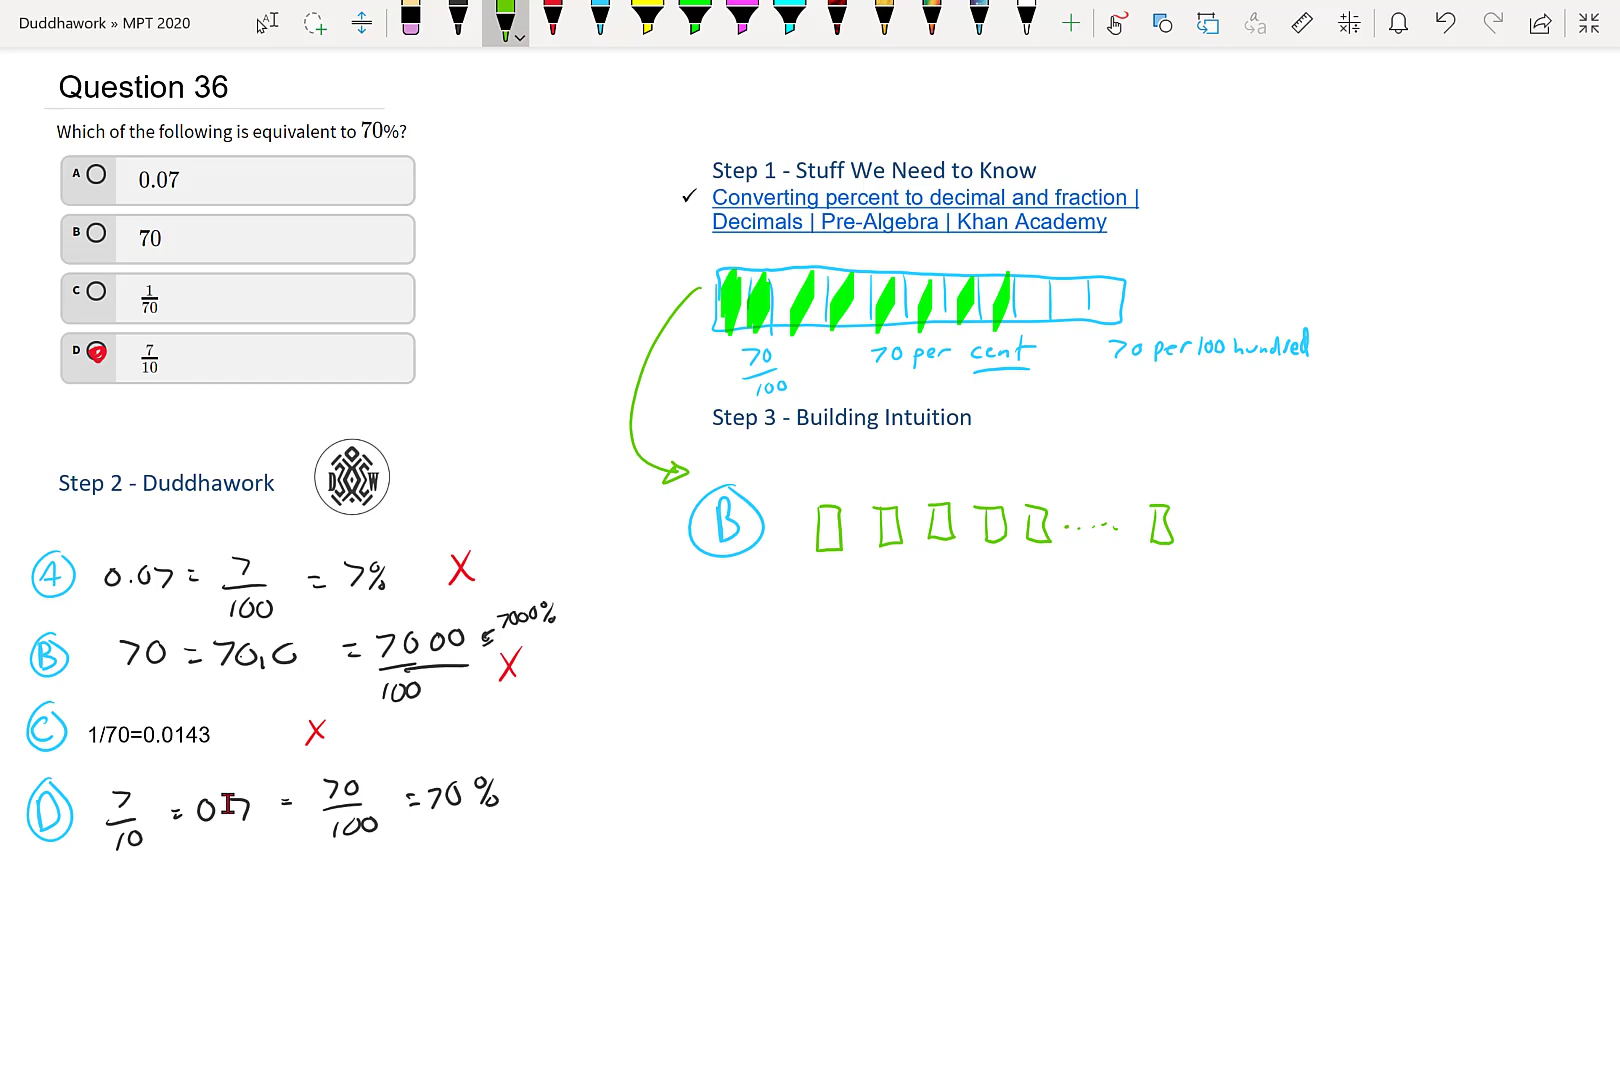 Duddhawork » MPT 2020
Question 36
Which of the following is equivalent to 70%?
A 0.07
B 70
C 1/70
D 7/10
Step 1 - Stuff We Need to Know
✓ Converting percent to decimal and fraction |
Decimals | Pre-Algebra | Khan Academy
70/100 70 per cent 70 per 100 hundred
Step 3 - Building Intuition
Step 2 - Duddhawork
D W
B .....
A 0.07 = 7/100 = 7% X
B 70 = 70,0 = 7000/100 = 7000% X
C 1/70=0.0143 X
D 7/10 = 0.7 = 70/100 = 70 %